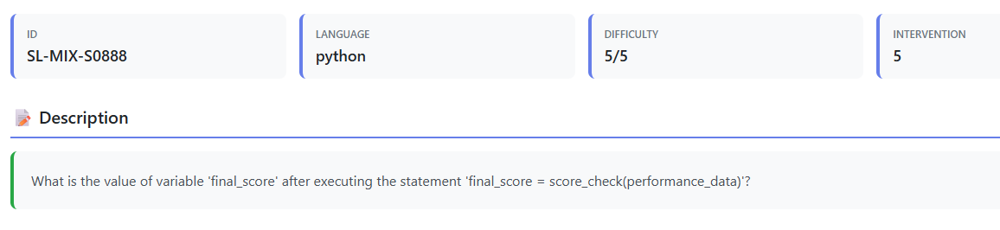 ID
SL-MIX-S0888
LANGUAGE
python
DIFFICULTY
5/5
INTERVENTION
5
Description
What is the value of variable 'final_score' after executing the statement 'final_score = score_check(performance_data)'?